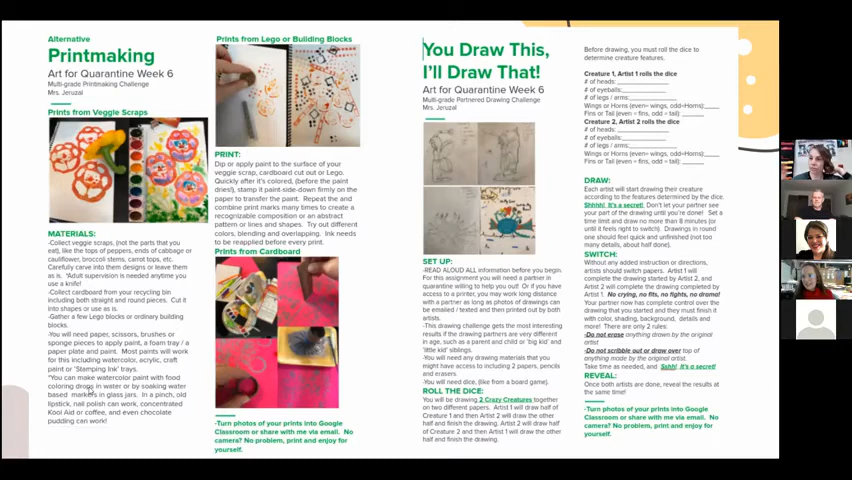 Alternative
Printmaking
Art for Quarantine Week 6
Multi-grade Printmaking Challenge
Mrs. Jeruzal
Prints from Veggie Scraps
MATERIALS:
-Collect veggie scraps, (not the parts that you
eat), like the tops of peppers, ends of cabbage or
cauliflower, broccoli stems, carrot tops, etc.
Carefully carve into them designs or leave them
as is. *Adult supervision is needed anytime you
use a knife!
-Collect cardboard from your recycling bin
including both straight and round pieces. Cut it
into shapes or use as is.
-Gather a few Lego blocks or ordinary building
blocks.
-You will need paper, scissors, brushes or
sponge pieces to apply paint, a foam tray / a
paper plate and paint. Most paints will work
for this including watercolor, acrylic, craft
paint or 'Stamping Ink' trays.
*You can make watercolor paint with food
coloring drops in water or by soaking water
based markers in glass jars. In a pinch, old
lipstick, nail polish can work, concentrated
Kool Aid or coffee, and even chocolate
pudding can work!
Prints from Lego or Building Blocks
PRINT:
Dip or apply paint to the surface of your
veggie scrap, cardboard cut out or Lego.
Quickly after it's colored, (before the paint
dries!), stamp it paint-side-down firmly on the
paper to transfer the paint. Repeat the and
combine print marks many times to create a
recognizable composition or an abstract
pattern or lines and shapes. Try out different
colors, blending and overlapping. Ink needs
to be reapplied before every print.
Prints from Cardboard
-Turn photos of your prints into Google
Classroom or share with me via email. No
camera? No problem, print and enjoy for
yourself.
You Draw This,
I'll Draw That!
Art for Quarantine Week 6
Multi-grade Partnered Drawing Challenge
Mrs. Jeruzal
SET UP:
-READ ALOUD ALL information before you begin.
For this assignment you will need a partner in
quarantine willing to help you out! Or if you have
access to a printer, you may work long distance
with a partner as long as photos of drawings can
be emailed / texted and then printed out by both
artists.
-This drawing challenge gets the most interesting
results if the drawing partners are very different
in age, such as a parent and child or 'big kid' and
'little kid' siblings.
-You will need any drawing materials that you
might have access to including 2 papers, pencils
and erasers.
-You will need dice, (like from a board game).
ROLL THE DICE:
You will be drawing 2 Crazy Creatures together
on two different papers. Artist 1 will draw half
of Creature 1 and then Artist 2 will draw the other
half and finish the drawing. Artist 2 will draw half
of Creature 2 and then Artist 1 will draw the other
half and finish the drawing.
Before drawing, you must roll the dice to
determine creature features.
Creature 1, Artist 1 rolls the dice
# of heads:
# of eyeballs:
# of legs / arms:
Wings or Horns (even= wings, odd=Horns):
Fins or Tail (even = fins, odd = tail):
Creature 2, Artist 2 rolls the dice
# of heads:
# of eyeballs:
# of legs / arms:
Wings or Horns (even= wings, odd=Horns):
Fins or Tail (even = fins, odd = tail):
DRAW:
Each artist will start drawing their creature
according to the features determined by the dice.
Shhhh! It's a secret! Don't let your partner see
your part of the drawing until you're done! Set a
time limit and draw no more than 8 minutes (or
until it feels right to switch). Drawings in round
one should feel quick and unfinished (not too
many details, about half done).
SWITCH:
Without any added instruction or directions,
artists should switch papers. Artist 1 will
complete the drawing started by Artist 2, and
Artist 2 will complete the drawing completed by
Artist 1. No crying, no fits, no fights, no drama!
Your partner now has complete control over the
drawing that you started and they must finish it
with color, shading, background, details and
more! There are only 2 rules:
-Do not erase anything drawn by the original
artist
-Do not scribble out or draw over top of
anything made by the original artist.
Take time as needed, and Sshh! It's a secret!
REVEAL:
Once both artists are done, reveal the results at
the same time!
-Turn photos of your prints into Google
Classroom or share with me via email. No
camera? No problem, print and enjoy for
yourself.